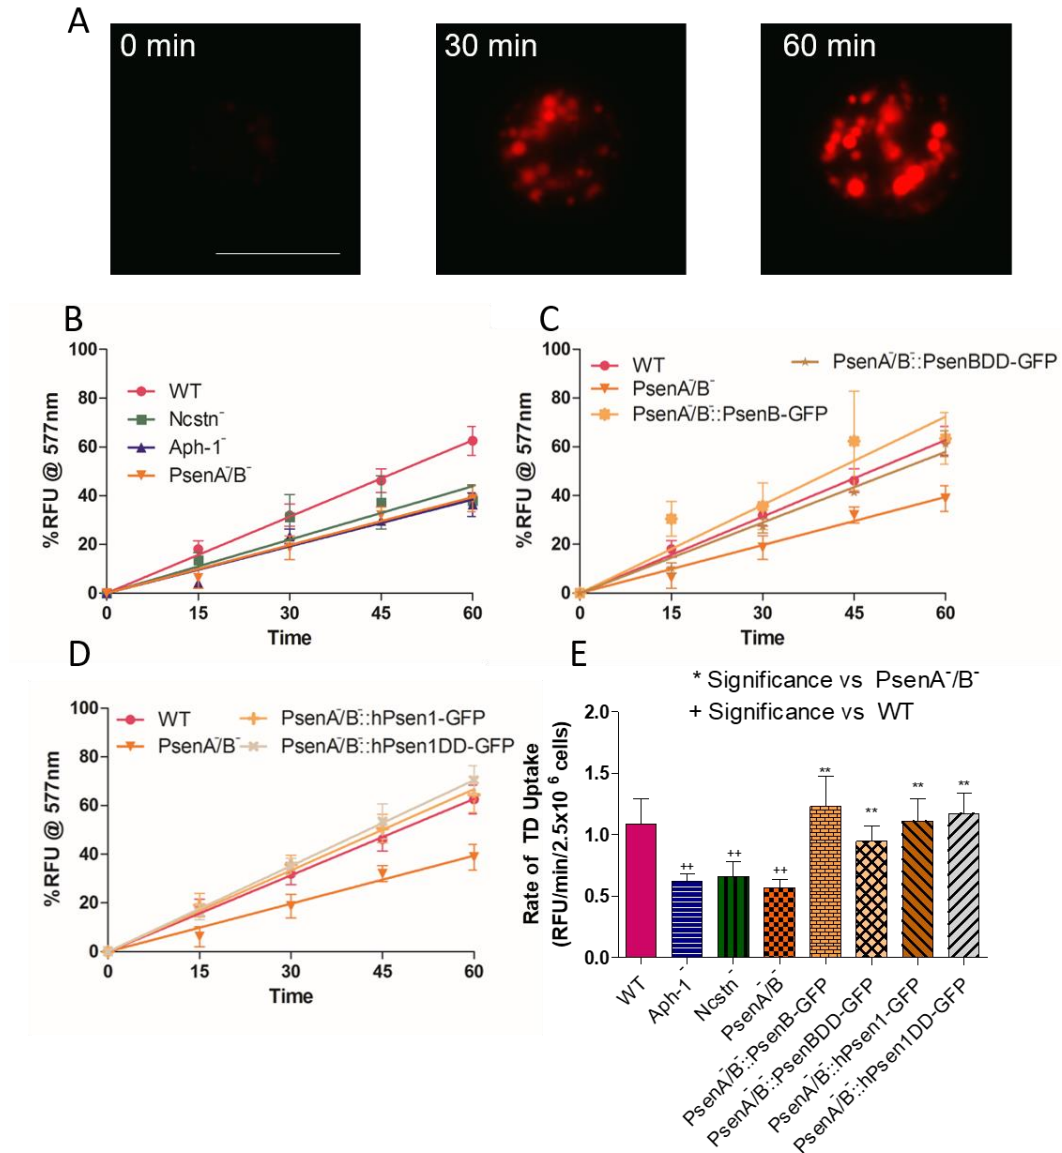 A
0 min
30 min
60 min
B
100
80
60
40
20
0
%RFU @ 577nm
WT
Ncstn⁻
Aph-1⁻
PsenA⁻/B⁻
0 15 30 45 60
Time
C
100
80
60
40
20
0
%RFU @ 577nm
WT
PsenA⁻/B⁻
PsenA⁻/B⁻::PsenB-GFP
PsenA⁻/B⁻::PsenBDD-GFP
0 15 30 45 60
Time
D
100
80
60
40
20
0
%RFU @ 577nm
WT
PsenA⁻/B⁻
PsenA⁻/B⁻::hPsen1-GFP
PsenA⁻/B⁻::hPsen1DD-GFP
0 15 30 45 60
Time
E
* Significance vs PsenA⁻/B⁻
+ Significance vs WT
2.0
1.5
1.0
0.5
0.0
Rate of TD Uptake
(RFU/min/2.5x10⁶ cells)
++ ++ ++ ** ** ** **
WT
Aph-1⁻
Ncstn⁻
PsenA⁻/B⁻
PsenA⁻/B⁻::PsenB-GFP
PsenA⁻/B⁻::PsenBDD-GFP
PsenA⁻/B⁻::hPsen1-GFP
PsenA⁻/B⁻::hPsen1DD-GFP